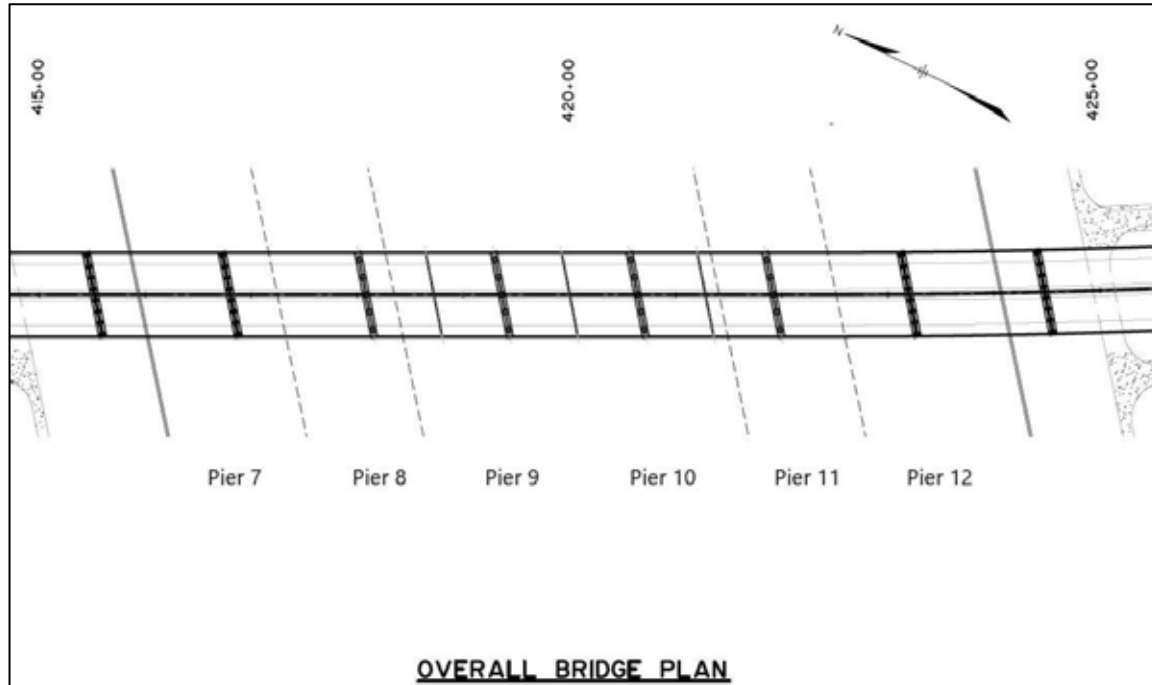 N
415+00
420+00
425+00
Pier 7 Pier 8 Pier 9 Pier 10 Pier 11 Pier 12
OVERALL BRIDGE PLAN